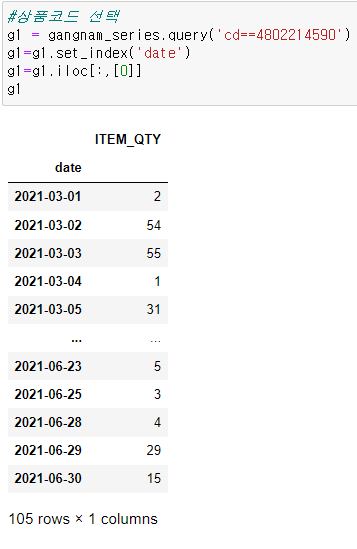 #상품코드 선택
g1 = gangnam_series.query('cd==4802214590')
g1=g1.set_index('date')
g1=g1.iloc[:,[0]]
g1
ITEM_QTY
date
2021-03-01 2
2021-03-02 54
2021-03-03 55
2021-03-04 1
2021-03-05 31
... ...
2021-06-23 5
2021-06-25 3
2021-06-28 4
2021-06-29 29
2021-06-30 15
105 rows × 1 columns